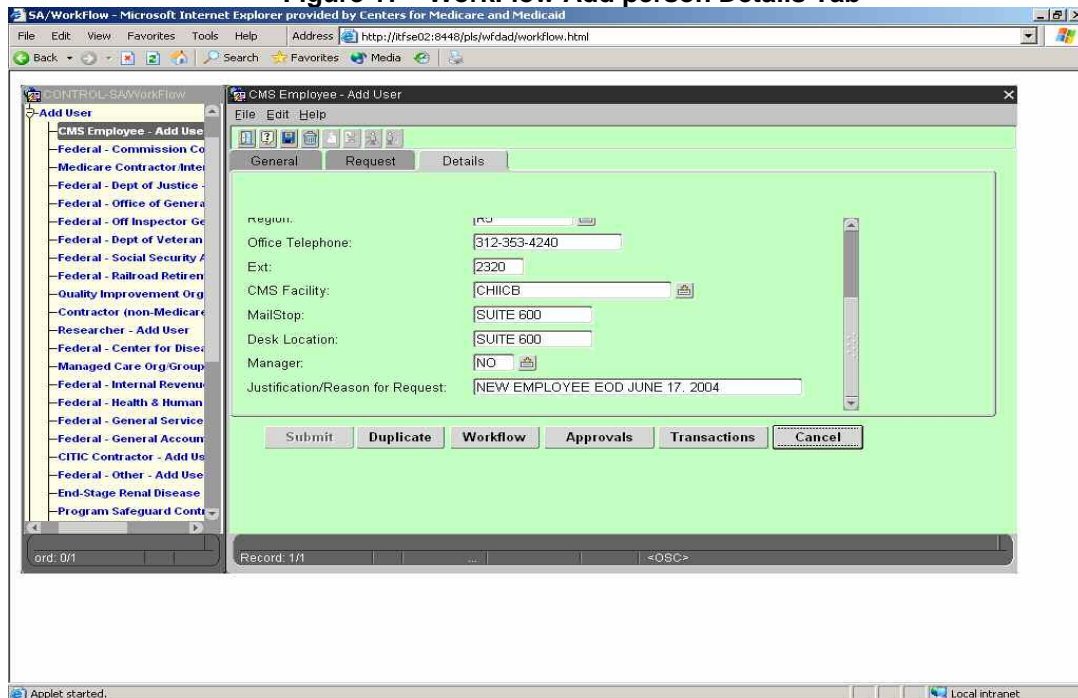 WorkFlow Add person Details Tab
SA/WorkFlow - Microsoft Internet Explorer provided by Centers for Medicare and Medicaid
File Edit View Favorites Tools Help Address http://itfse02:8448/pls/wfdad/workflow.html
Back Search Favorites Media
CONTROL-SA/WorkFlow
Add User
CMS Employee - Add Use
Federal - Commission Co
Medicare Contractor/Inte
Federal - Dept of Justice -
Federal - Office of Genera
Federal - Off Inspector Ge
Federal - Dept of Veteran
Federal - Social Security A
Federal - Railroad Retiren
Quality Improvement Org
Contractor (non-Medicare
Researcher - Add User
Federal - Center for Disea
Managed Care Org/Group
Federal - Internal Revenu
Federal - Health & Human
Federal - General Service
Federal - General Accoun
CITIC Contractor - Add Us
Federal - Other - Add Use
End-Stage Renal Disease
Program Safeguard Contr
ord: 0/1
CMS Employee - Add User
File Edit Help
General Request Details
Region:
Office Telephone: 312-353-4240
Ext: 2320
CMS Facility: CHIICB
MailStop: SUITE 600
Desk Location: SUITE 600
Manager: NO
Justification/Reason for Request: NEW EMPLOYEE EOD JUNE 17. 2004
Submit Duplicate Workflow Approvals Transactions Cancel
Record: 1/1 ... <OSC>
Applet started. Local intranet